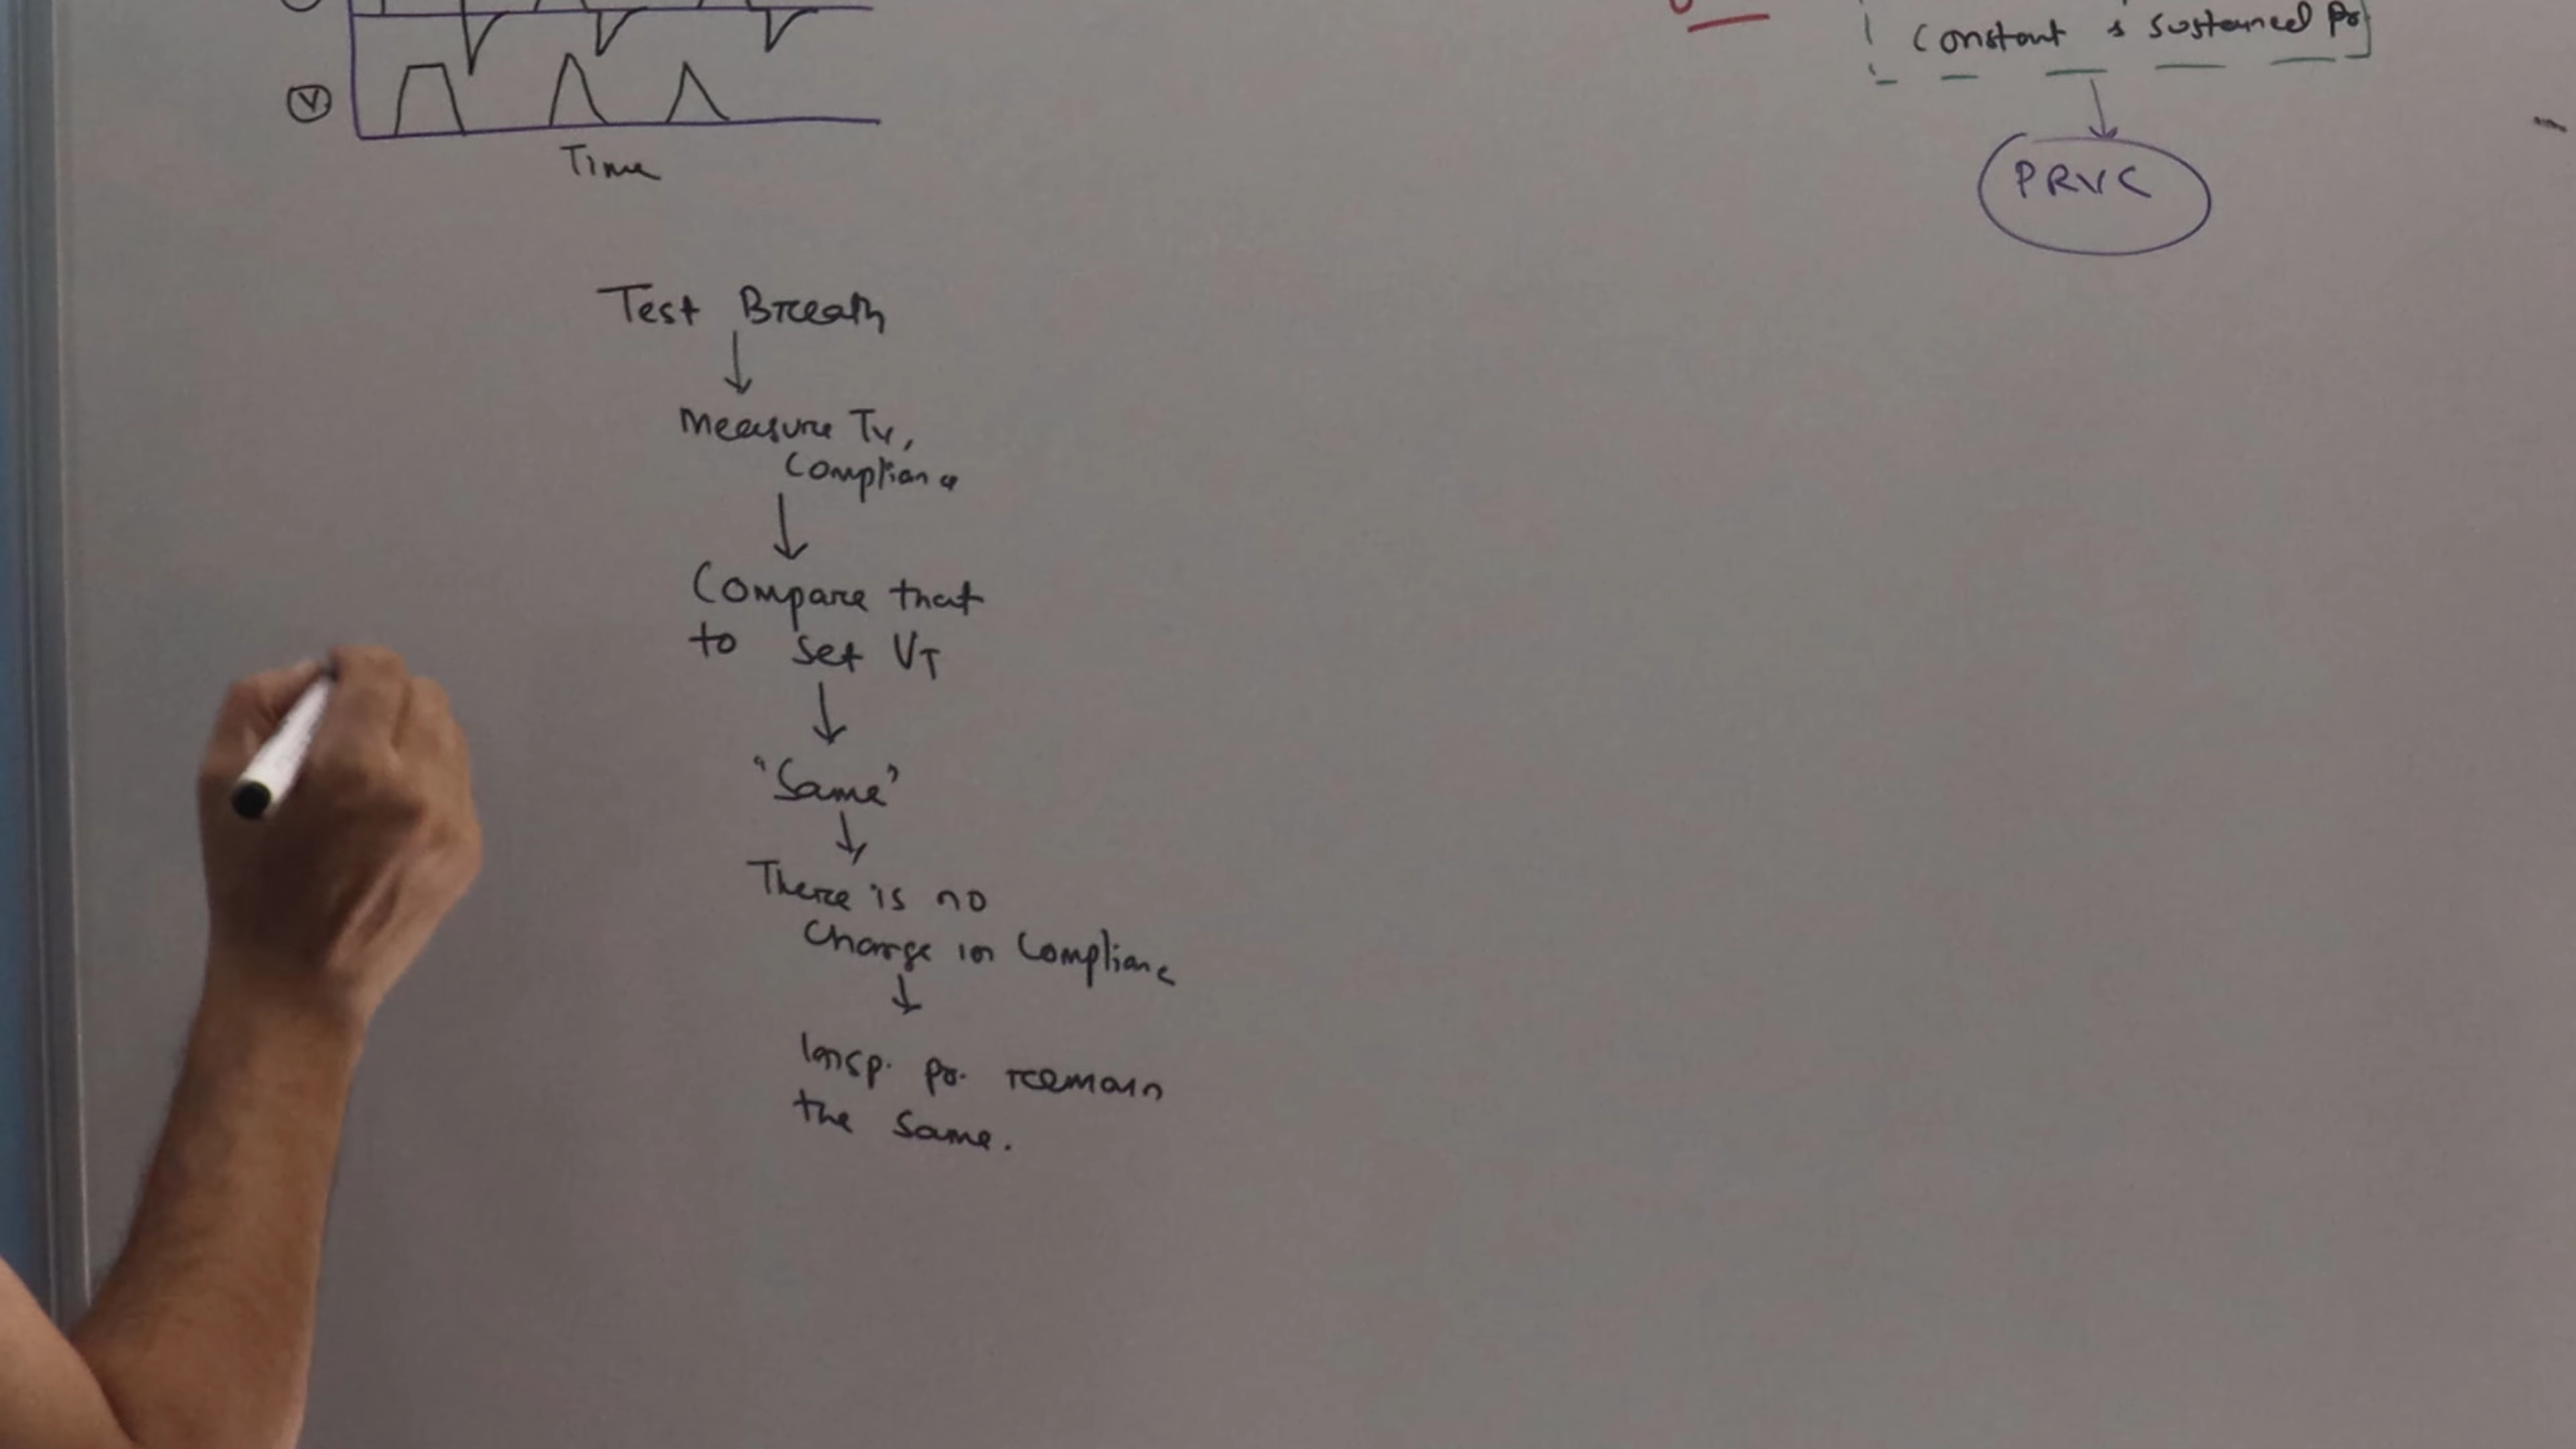 V
Time
constant & sustained Pr
PRVC
Test Breath
Measure Tv,
Compliance
Compare that
to set VT
"Same"
There is no
Change in Compliance
Insp. pr. remain
the same.